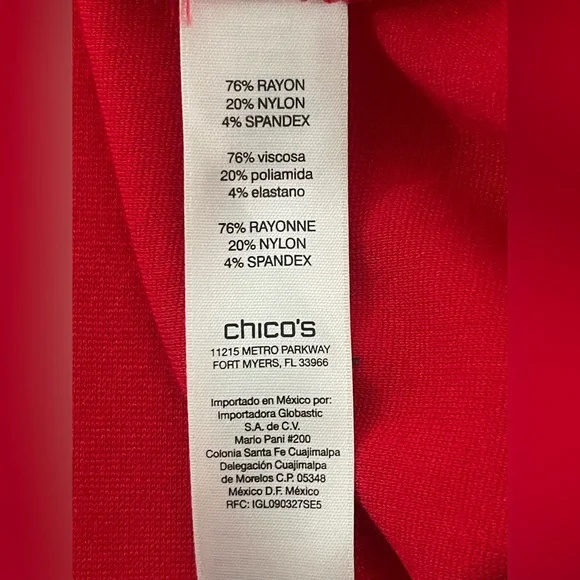 76% RAYON
20% NYLON
4% SPANDEX
76% viscosa
20% poliamida
4% elastano
76% RAYONNE
20% NYLON
4% SPANDEX
chico's
11215 METRO PARKWAY
FORT MYERS, FL 33966
Importado en México por:
Importadora Globastic
S.A. de C.V.
Mario Pani #200
Colonia Santa Fe Cuajimalpa
Delegación Cuajimalpa
de Morelos C.P. 05348
México D.F. México
RFC: IGL090327SE5